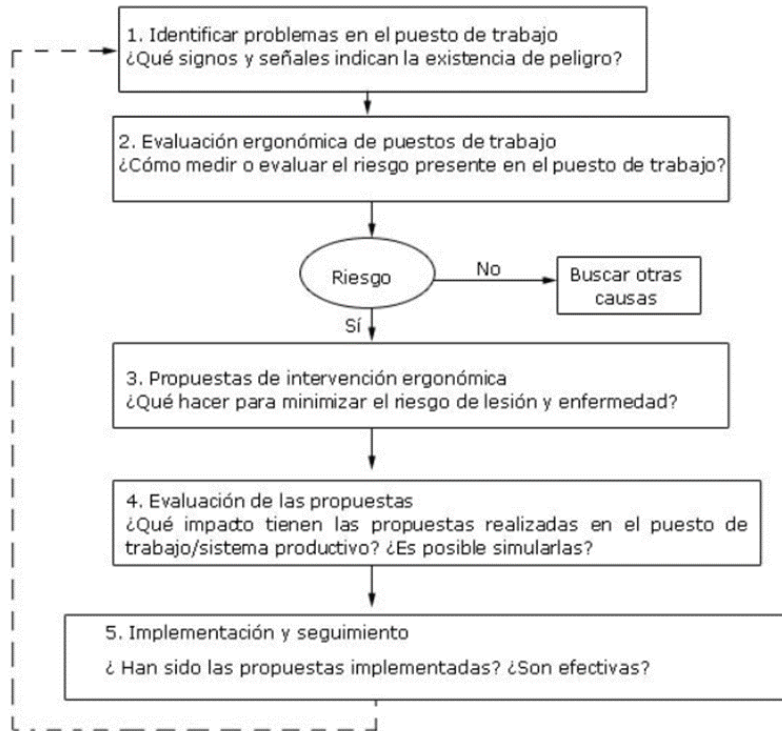 1. Identificar problemas en el puesto de trabajo
¿Qué signos y señales indican la existencia de peligro?
2. Evaluación ergonómica de puestos de trabajo
¿Cómo medir o evaluar el riesgo presente en el puesto de trabajo?
Riesgo
No
Buscar otras
causas
Sí
3. Propuestas de intervención ergonómica
¿Qué hacer para minimizar el riesgo de lesión y enfermedad?
4. Evaluación de las propuestas
¿Qué impacto tienen las propuestas realizadas en el puesto de
trabajo/sistema productivo? ¿Es posible simularlas?
5. Implementación y seguimiento
¿ Han sido las propuestas implementadas? ¿Son efectivas?